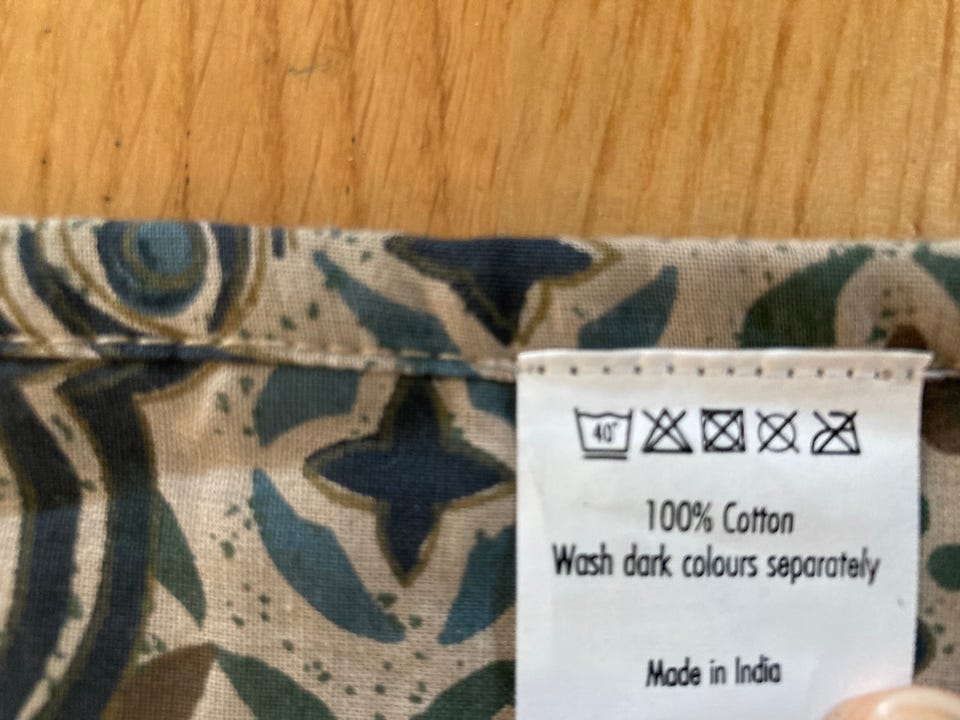 40°
100% Cotton
Wash dark colours separately
Made in India